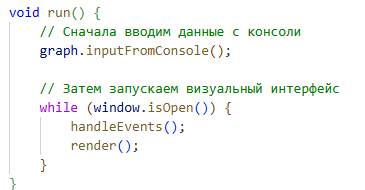 void run() {
// Сначала вводим данные с консоли
graph.inputFromConsole();
// Затем запускаем визуальный интерфейс
while (window.isOpen()) {
handleEvents();
render();
}
}